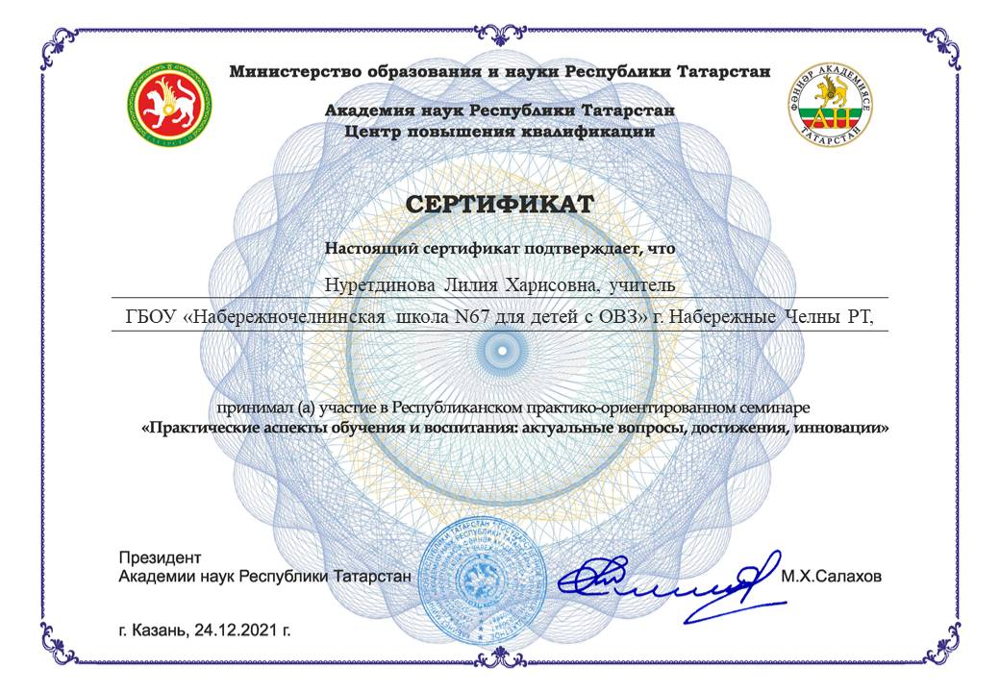 Министерство образования и науки Республики Татарстан
Академия наук Республики Татарстан
Центр повышения квалификации
ТАТАРСТАН
ФӘННӘР АКАДЕМИЯСЕ
АН
ТАТАРСТАН
СЕРТИФИКАТ
Настоящий сертификат подтверждает, что
Нуретдинова Лилия Харисовна, учитель
ГБОУ «Набережночелнинская школа N67 для детей с ОВЗ» г. Набережные Челны РТ,
принимал (а) участие в Республиканском практико-ориентированном семинаре
«Практические аспекты обучения и воспитания: актуальные вопросы, достижения, инновации»
Президент
Академии наук Республики Татарстан
М.Х.Салахов
г. Казань, 24.12.2021 г.